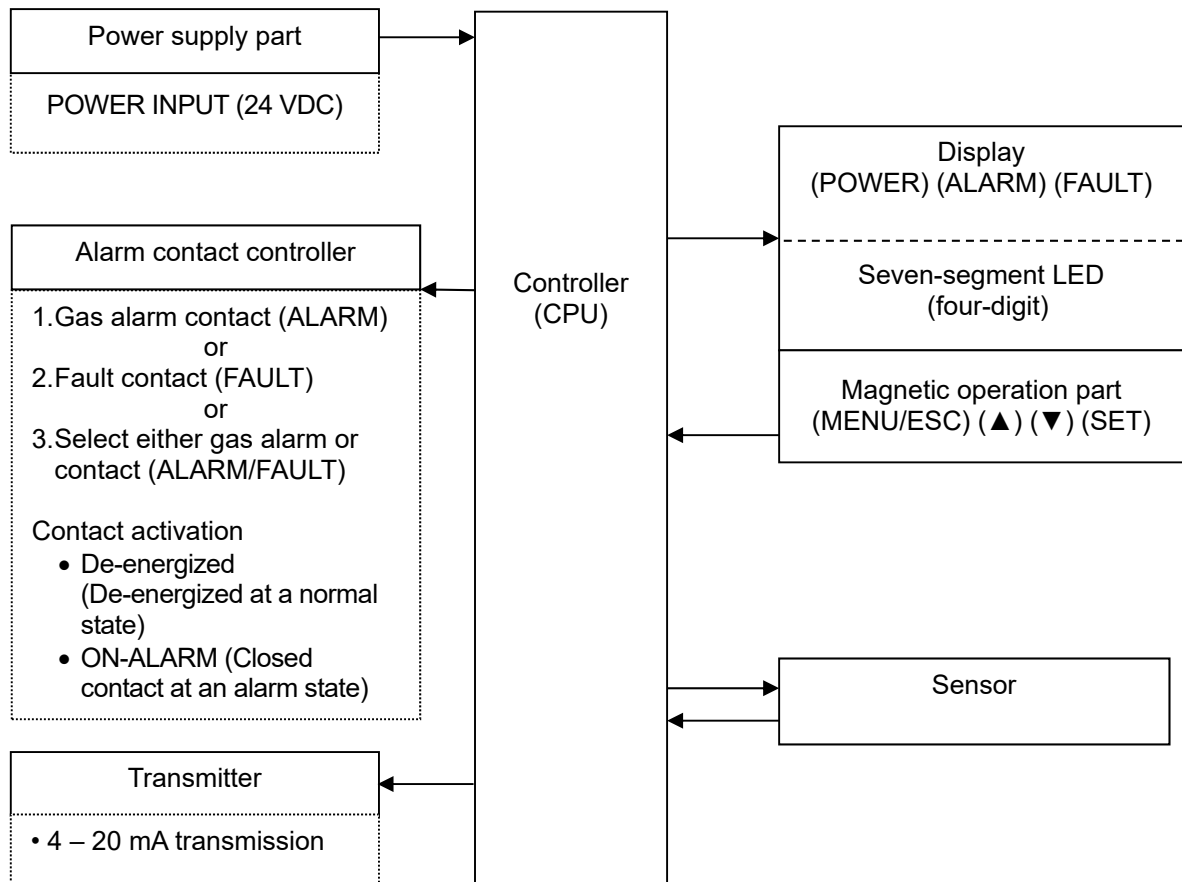 Power supply part
POWER INPUT (24 VDC)
Alarm contact controller
1.Gas alarm contact (ALARM)
or
2.Fault contact (FAULT)
or
3.Select either gas alarm or
contact (ALARM/FAULT)
Contact activation
• De-energized
(De-energized at a normal
state)
• ON-ALARM (Closed
contact at an alarm state)
Transmitter
• 4 – 20 mA transmission
Controller
(CPU)
Display
(POWER) (ALARM) (FAULT)
Seven-segment LED
(four-digit)
Magnetic operation part
(MENU/ESC) (▲) (▼) (SET)
Sensor